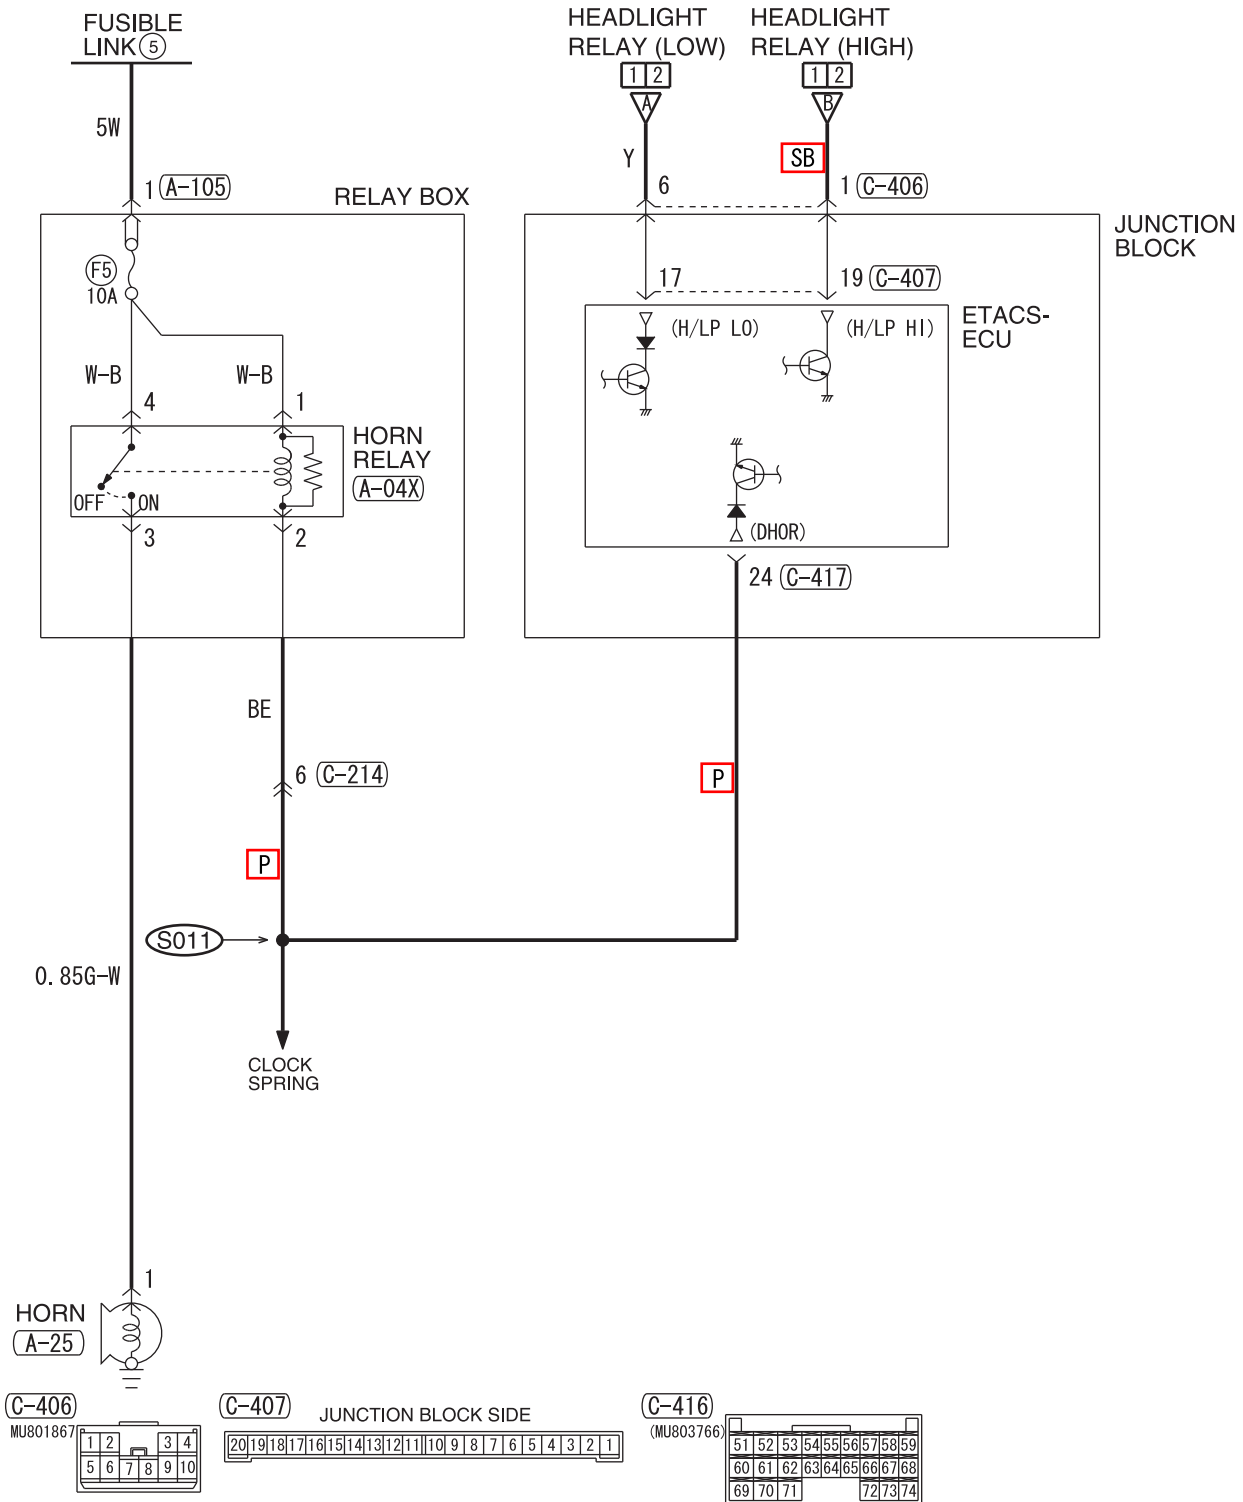 FUSIBLE
LINK 5
HEADLIGHT
RELAY (LOW)
HEADLIGHT
RELAY (HIGH)
1 2
1 2
A
B
5W
Y
SB
1 A-105
RELAY BOX
6
1 C-406
JUNCTION
BLOCK
F5
10A
17
19 C-407
ETACS-
ECU
(H/LP LO)
(H/LP HI)
W-B
W-B
4
1
HORN
RELAY
A-04X
OFF
ON
3
2
(DHOR)
24 C-417
BE
6 C-214
P
P
S011
0.85G-W
CLOCK
SPRING
1
HORN
A-25
C-406
MU801867
1 2 3 4
5 6 7 8 9 10
C-407
JUNCTION BLOCK SIDE
20 19 18 17 16 15 14 13 12 11 10 9 8 7 6 5 4 3 2 1
C-416
(MU803766)
51 52 53 54 55 56 57 58 59
60 61 62 63 64 65 66 67 68
69 70 71 72 73 74